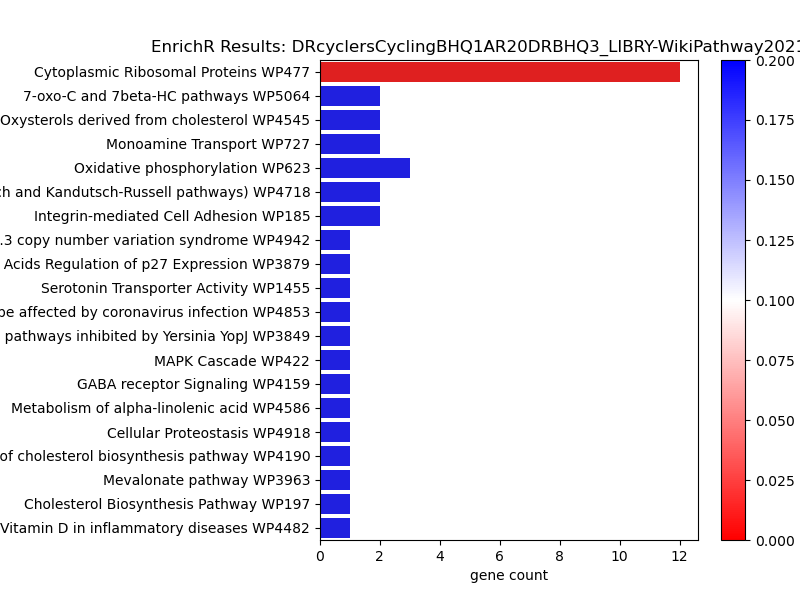 EnrichR Results: DRcyclersCyclingBHQ1AR20DRBHQ3_LIBRY-WikiPathway2021
Cytoplasmic Ribosomal Proteins WP477
7-oxo-C and 7beta-HC pathways WP5064
Oxysterols derived from cholesterol WP4545
Monoamine Transport WP727
Oxidative phosphorylation WP623
ch and Kandutsch-Russell pathways) WP4718
Integrin-mediated Cell Adhesion WP185
.3 copy number variation syndrome WP4942
Acids Regulation of p27 Expression WP3879
Serotonin Transporter Activity WP1455
be affected by coronavirus infection WP4853
pathways inhibited by Yersinia YopJ WP3849
MAPK Cascade WP422
GABA receptor Signaling WP4159
Metabolism of alpha-linolenic acid WP4586
Cellular Proteostasis WP4918
of cholesterol biosynthesis pathway WP4190
Mevalonate pathway WP3963
Cholesterol Biosynthesis Pathway WP197
Vitamin D in inflammatory diseases WP4482
0 2 4 6 8 10 12
gene count
0.200
0.175
0.150
0.125
0.100
0.075
0.050
0.025
0.000